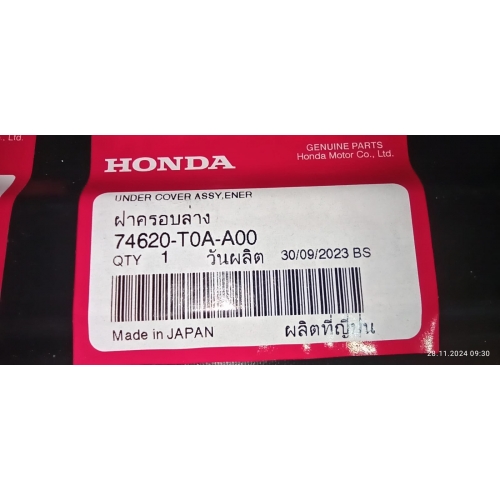 GENUINE PARTS
HONDA Honda Motor Co., Ltd.
UNDER COVER ASSY,ENER
ฝาครอบล่าง
74620-T0A-A00
QTY 1 วันผลิต 30/09/2023 BS
Made in JAPAN ผลิตที่ญี่ปุ่น
28.11.2024 09:30